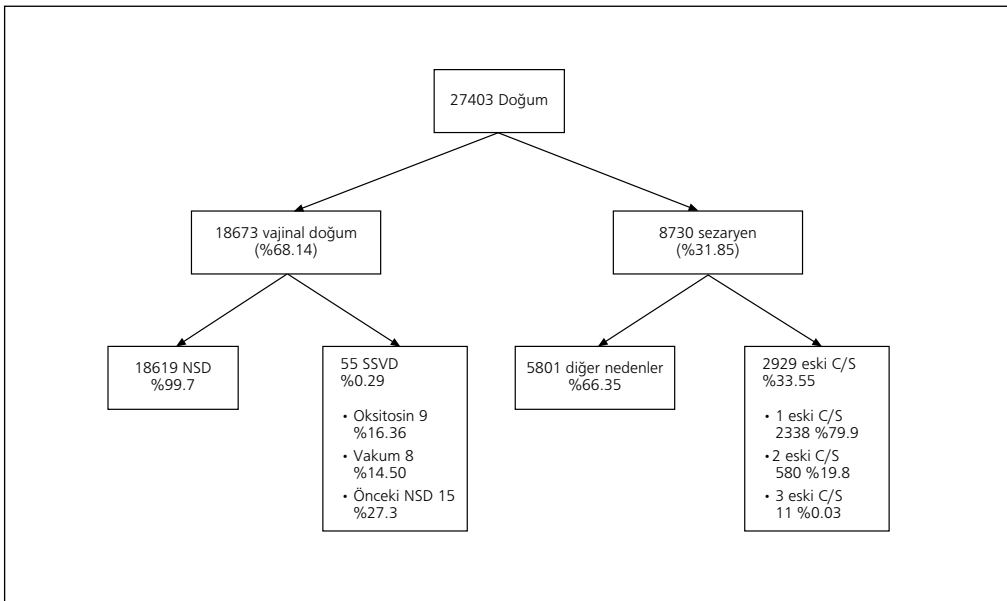 27403 Doğum
18673 vajinal doğum
(%68.14)
8730 sezaryen
(%31.85)
18619 NSD
%99.7
55 SSVD
%0.29
• Oksitosin 9
%16.36
• Vakum 8
%14.50
• Önceki NSD 15
%27.3
5801 diğer nedenler
%66.35
2929 eski C/S
%33.55
• 1 eski C/S
2338 %79.9
• 2 eski C/S
580 %19.8
• 3 eski C/S
11 %0.03